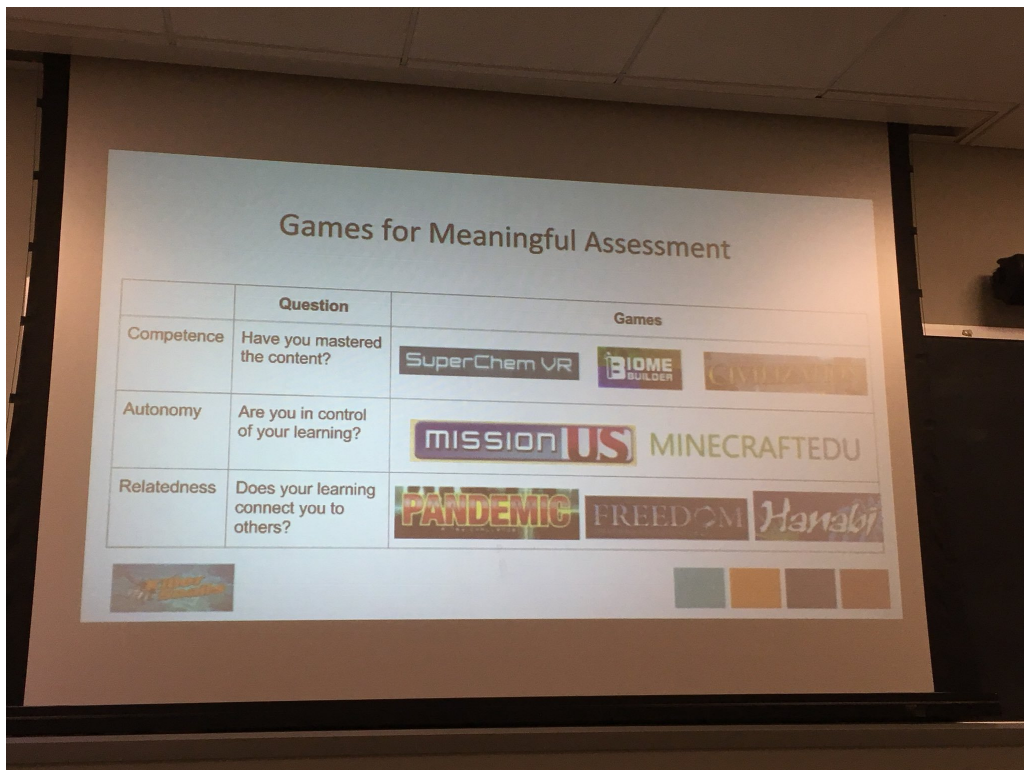 Games for Meaningful Assessment
Question
Games
Competence
Have you mastered
the content?
SuperChem VR
BIOME
BUILDER
CIVILIZATION
Autonomy
Are you in control
of your learning?
MISSION US
MINECRAFTEDU
Relatedness
Does your learning
connect you to
others?
PANDEMIC
FREEDOM
Hanabi